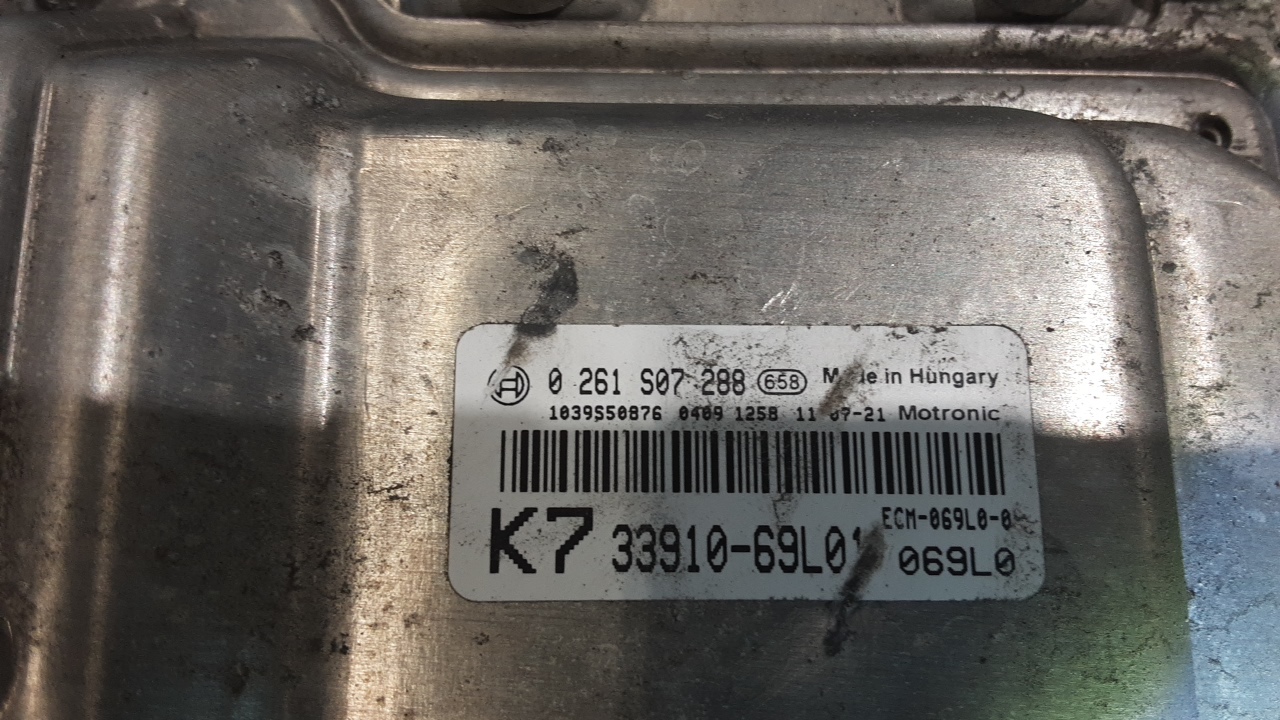 0 261 S07 288 658 Made in Hungary
1039S50876 0409 1258 11-07-21 Motronic
ECM-069L0-0
K7 33910-69L01 069L0